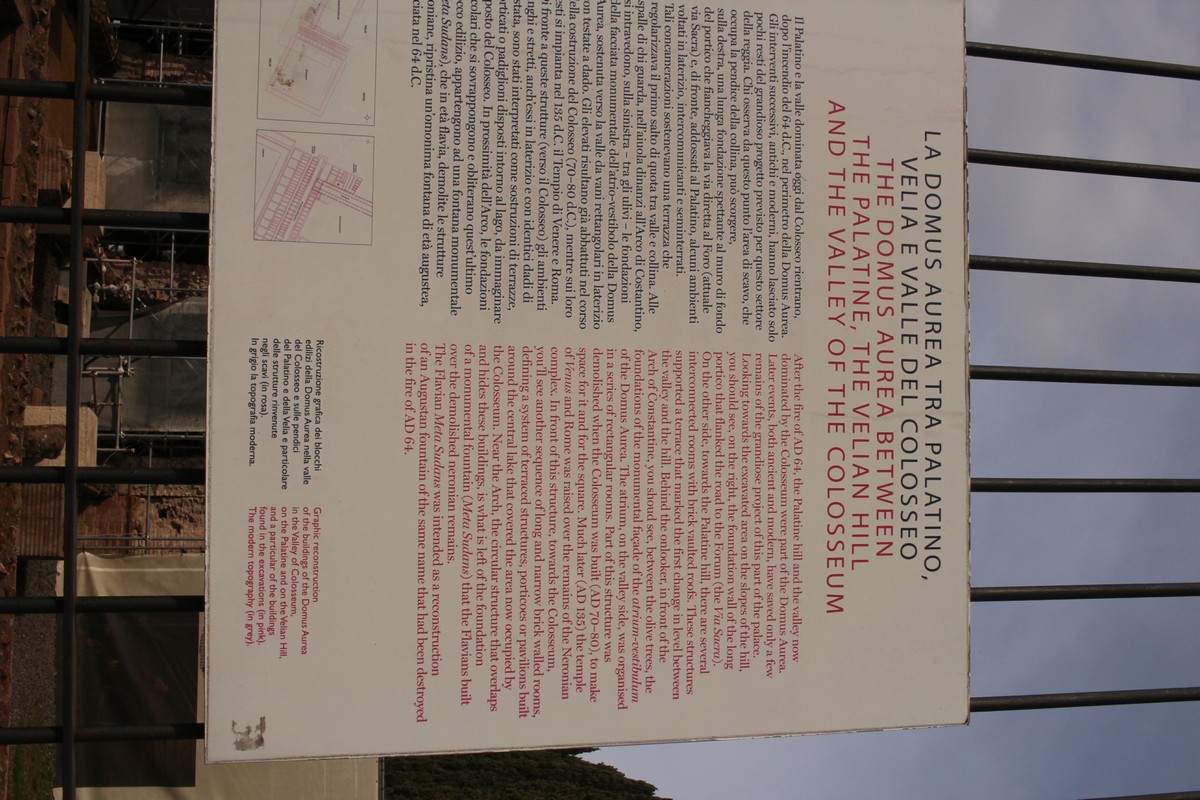 LA DOMUS AUREA TRA PALATINO,
VELIA E VALLE DEL COLOSSEO
THE DOMUS AUREA BETWEEN
THE PALATINE, THE VELIAN HILL
AND THE VALLEY OF THE COLOSSEUM
Il Palatino e la valle dominata oggi dal Colosseo rientrano,
dopo l'incendio del 64 d.C., nel perimetro della Domus Aurea.
Gli interventi successivi, antichi e moderni, hanno lasciato solo
pochi resti del grandioso progetto previsto per questo settore
della reggia. Chi osserva da questo punto l'area di scavo, che
occupa la pendice della collina, può scorgere,
sulla destra, una lunga fondazione spettante al muro di fondo
del portico che fiancheggiava la via diretta al Foro (attuale
via Sacra) e, di fronte, addossati al Palatino, alcuni ambienti
voltati in laterizio, intercomunicanti e seminterrati.
Tali concamerazioni sostenevano una terrazza che
regolarizzava il primo salto di quota tra valle e collina. Alle
spalle di chi guarda, nell'aiuola dinanzi all'Arco di Costantino,
si intravedono, sulla sinistra – tra gli ulivi – le fondazioni
della facciata monumentale dell'atrio-vestibolo della Domus
Aurea, sostenuta verso la valle da vani rettangolari in laterizio
con testate a dado. Gli elevati risultano già abbattuti nel corso
della costruzione del Colosseo (70-80 d.C.), mentre sui loro
resti si impianta nel 135 d.C. il Tempio di Venere e Roma.
Di fronte a queste strutture (verso il Colosseo) gli ambienti
lunghi e stretti, anch'essi in laterizio e con identici dadi di
testata, sono stati interpretati come sostruzioni di terrazze,
porticati o padiglioni disposti intorno al lago, da immaginare
posto del Colosseo. In prossimità dell'Arco, le fondazioni
colari che si sovrappongono e obliterano quest'ultimo
cco edificio, appartengono ad una fontana monumentale
eta Sudans), che in età flavia, demolite le strutture
oniane, ripristina un'omonima fontana di età augustea,
ciata nel 64 d.C.
After the fire of AD 64, the Palatine hill and the valley now
dominated by the Colosseum were part of the Domus Aurea.
Later events, both ancient and modern, have saved only a few
remains of the grandiose project of this part of the palace.
Looking towards the excavated area on the slopes of the hill,
you should see, on the right, the foundation wall of the long
portico that flanked the road to the Forum (the Via Sacra).
On the other side, towards the Palatine hill, there are several
interconnected rooms with brick vaulted roofs. These structures
supported a terrace that marked the first change in level between
the valley and the hill. Behind the onlooker, in front of the
Arch of Constantine, you should see, between the olive trees, the
foundations of the monumental façade of the atrium-vestibulum
of the Domus Aurea. The atrium, on the valley side, was organised
in a series of rectangular rooms. Part of this structure was
demolished when the Colosseum was built (AD 70-80), to make
space for it and for the square. Much later (AD 135) the temple
of Venus and Rome was raised over the remains of the Neronian
complex. In front of this structure, towards the Colosseum,
you'll see another sequence of long and narrow brick walled rooms,
defining a system of terraced structures, porticoes or pavilions built
around the central lake that covered the area now occupied by
the Colosseum. Near the Arch, the circular structure that overlaps
and hides these buildings, is what is left of the foundation
of a monumental fountain (Meta Sudans) that the Flavians built
over the demolished neronian remains.
The Flavian Meta Sudans was intended as a reconstruction
of an Augustan fountain of the same name that had been destroyed
in the fire of AD 64.
Ricostruzione grafica dei blocchi
edilizi della Domus Aurea nella valle
del Colosseo e sulle pendici
del Palatino e della Velia e particolare
delle strutture rinvenute
negli scavi (in rosa).
In grigio la topografia moderna.
Graphic reconstruction
of the buildings of the Domus Aurea
in the Valley of Colosseum,
on the Palatine and on the Velian Hill,
and a particular of the buildings
found in the excavations (in pink).
The modern topography (in grey).